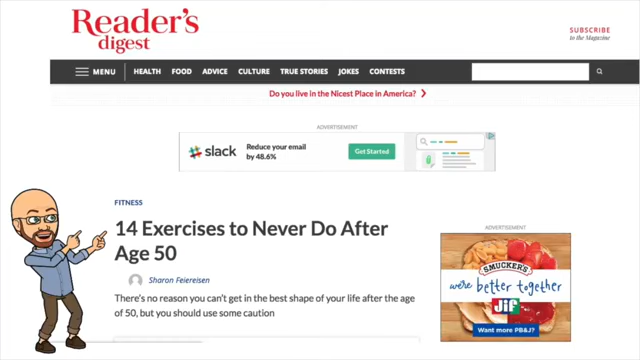 Reader's
digest
SUBSCRIBE
to the Magazine
MENU HEALTH FOOD ADVICE CULTURE TRUE STORIES JOKES CONTESTS
Do you live in the Nicest Place in America?
ADVERTISEMENT
slack
Reduce your email
by 48.6%
Get Started
FITNESS
14 Exercises to Never Do After
Age 50
Sharon Feiereisen
There's no reason you can't get in the best shape of your life after the age
of 50, but you should use some caution
ADVERTISEMENT
SMUCKER'S
we're better together
Jif
Want more PB&J?